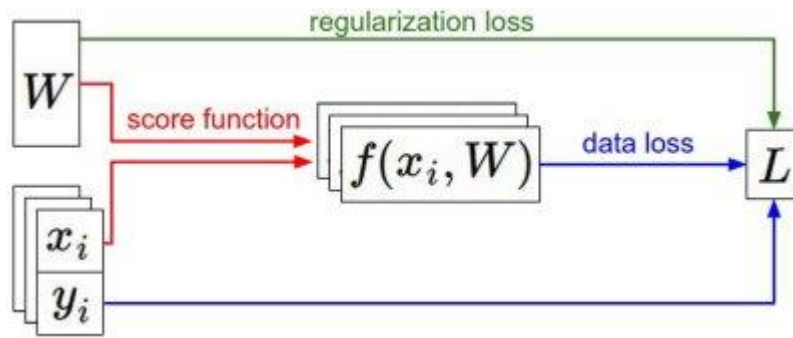 regularization loss
W
score function
f(x_i, W)
data loss
L
x_i
y_i